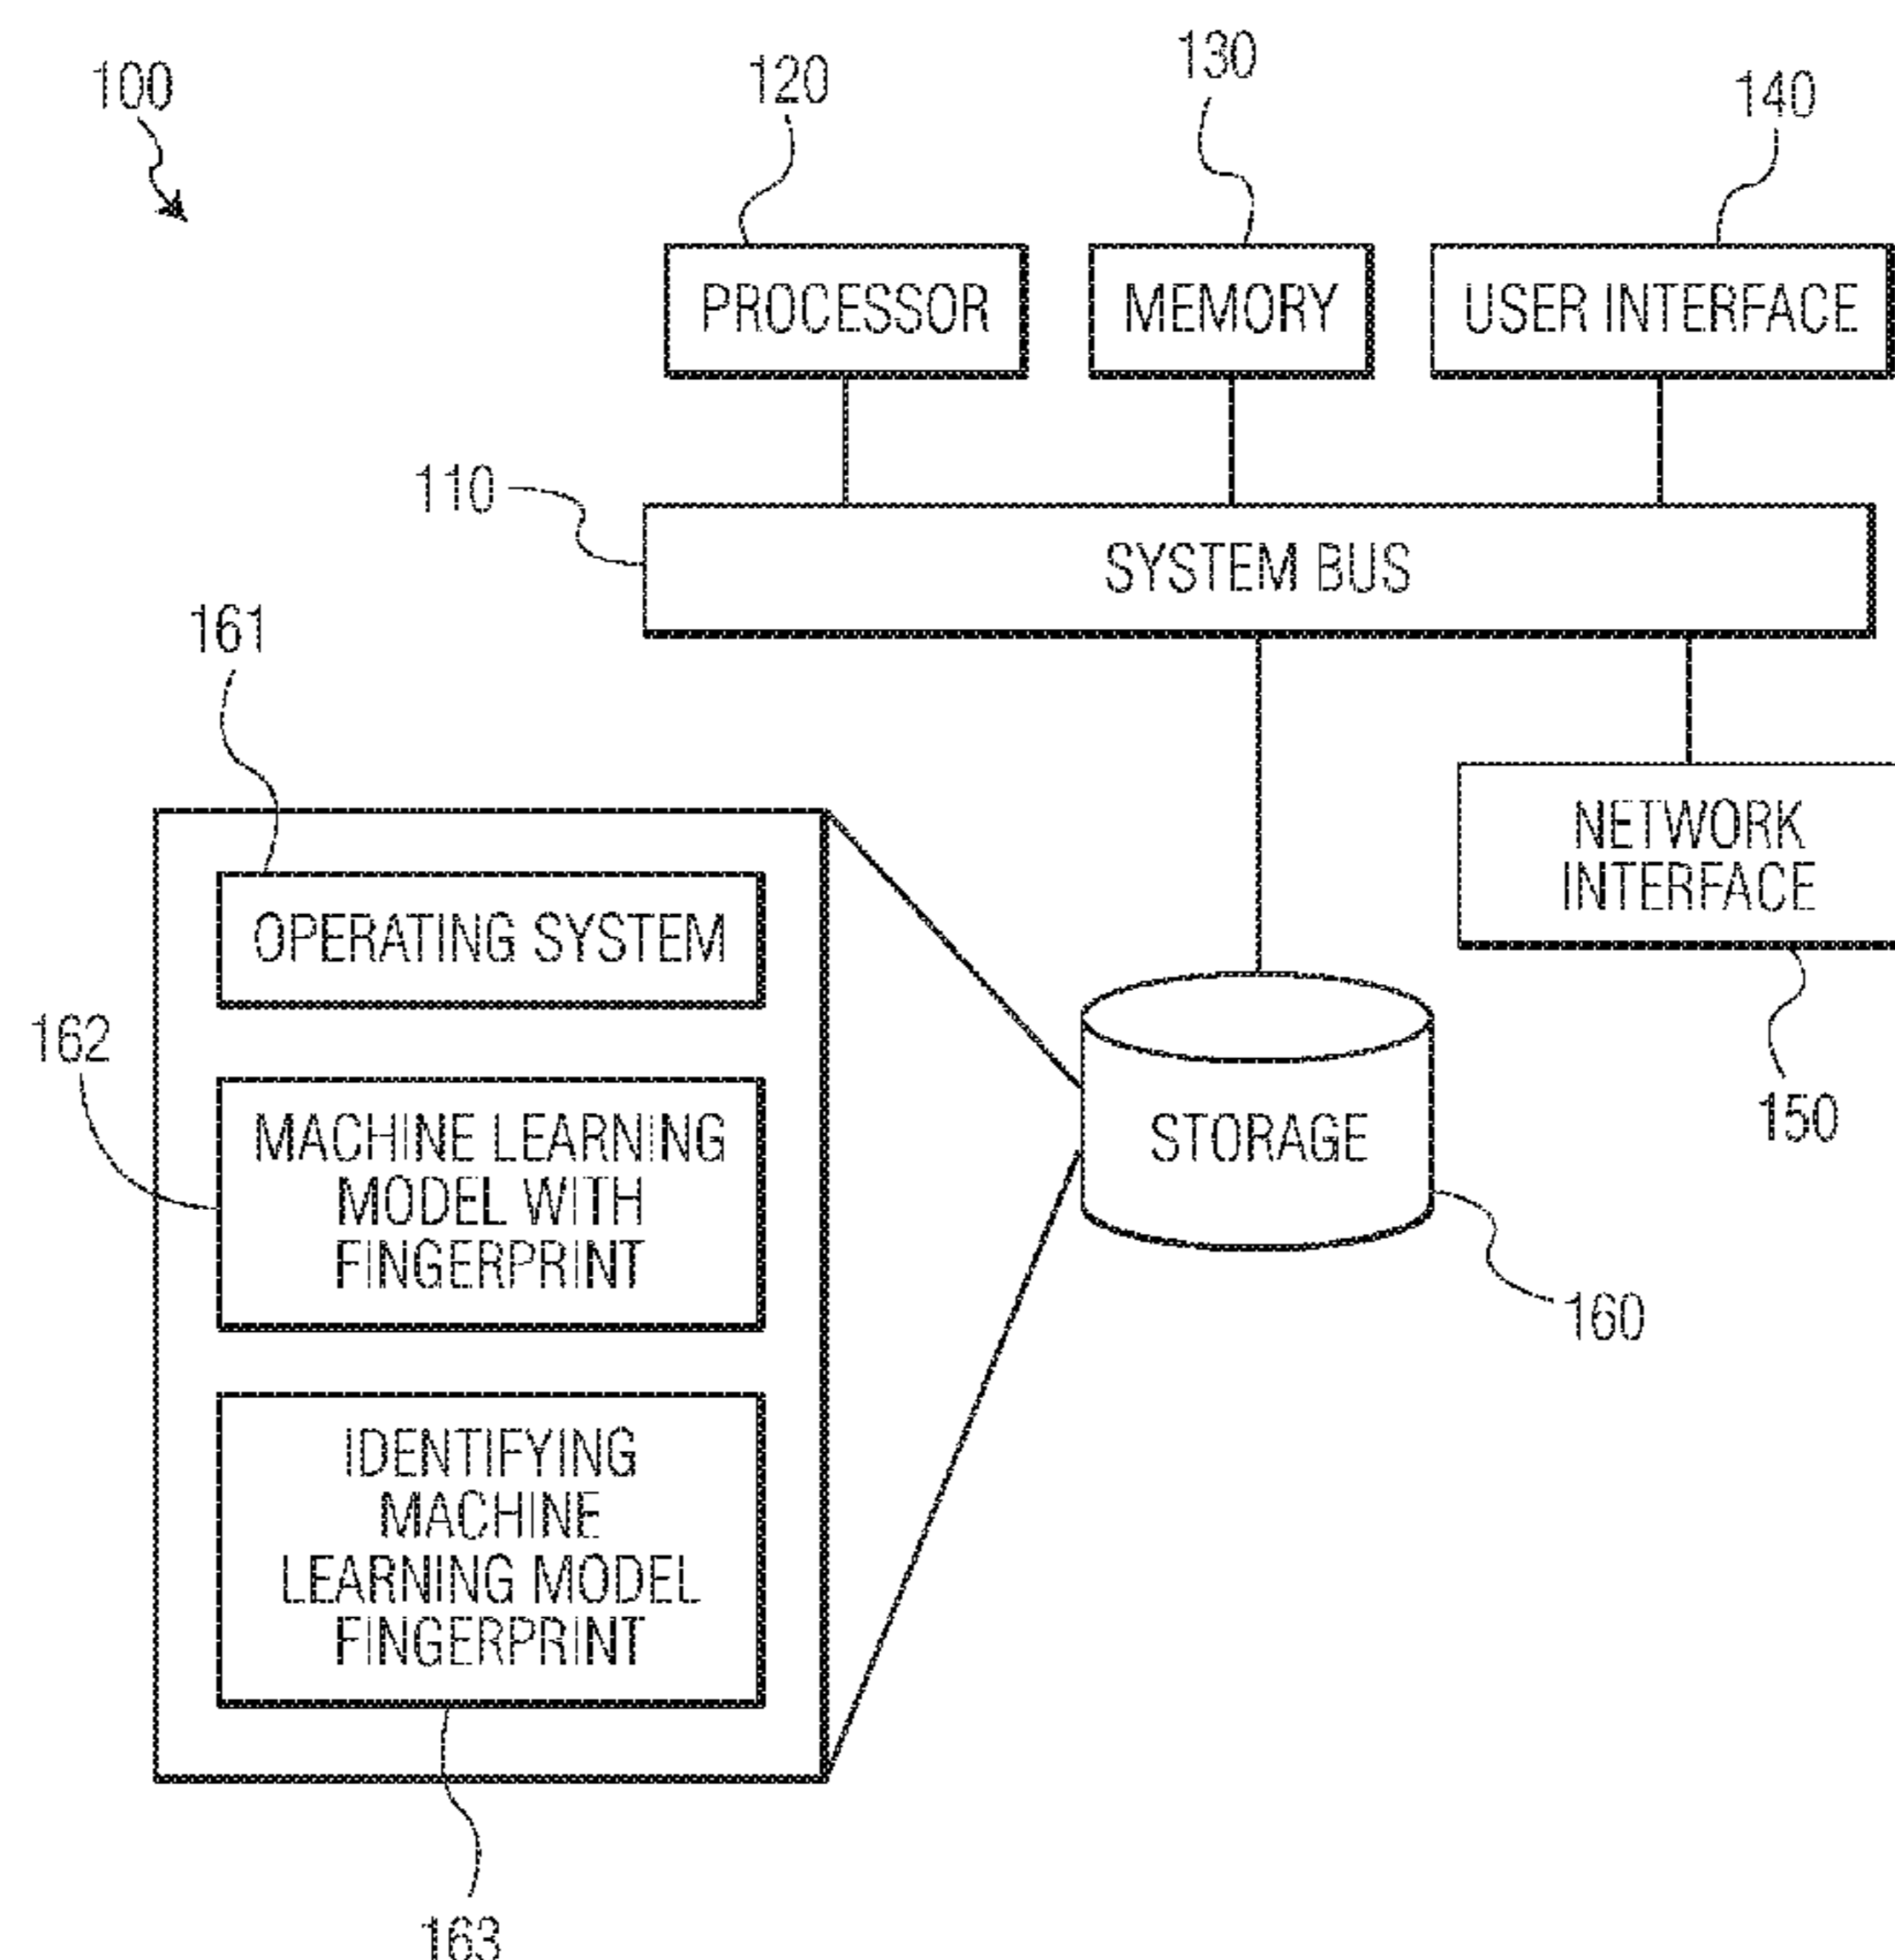 100
120
130
140
PROCESSOR
MEMORY
USER INTERFACE
110
SYSTEM BUS
161
NETWORK
INTERFACE
150
OPERATING SYSTEM
162
MACHINE LEARNING
MODEL WITH
FINGERPRINT
STORAGE
160
IDENTIFYING
MACHINE
LEARNING MODEL
FINGERPRINT
163